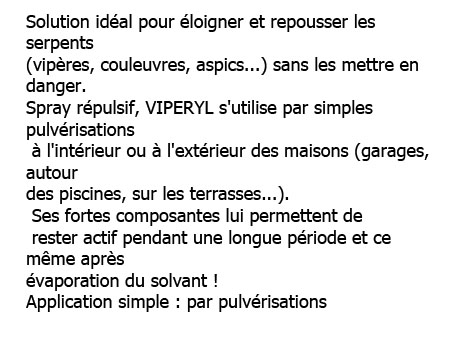 Solution idéal pour éloigner et repousser les
serpents
(vipères, couleuvres, aspics...) sans les mettre en
danger.
Spray répulsif, VIPERYL s'utilise par simples
pulvérisations
à l'intérieur ou à l'extérieur des maisons (garages,
autour
des piscines, sur les terrasses...).
Ses fortes composantes lui permettent de
rester actif pendant une longue période et ce
même après
évaporation du solvant !
Application simple : par pulvérisations